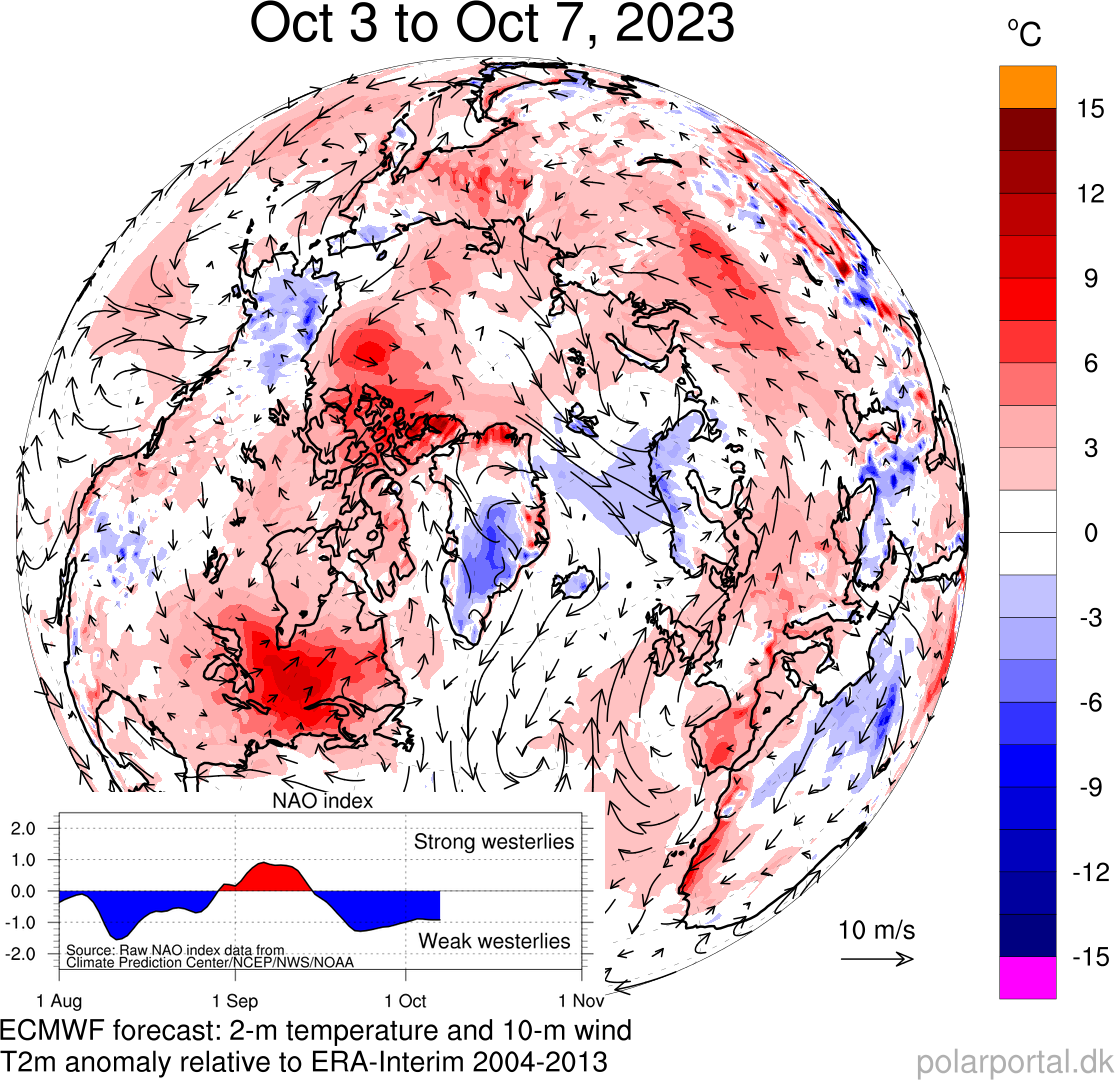 Oct 3 to Oct 7, 2023
°C
15
12
9
6
3
0
-3
-6
-9
-12
-15
10 m/s
NAO index
2.0
1.0
0.0
-1.0
-2.0
Strong westerlies
Weak westerlies
Source: Raw NAO index data from
Climate Prediction Center/NCEP/NWS/NOAA
1 Aug 1 Sep 1 Oct 1 Nov
ECMWF forecast: 2-m temperature and 10-m wind
T2m anomaly relative to ERA-Interim 2004-2013
polarportal.dk